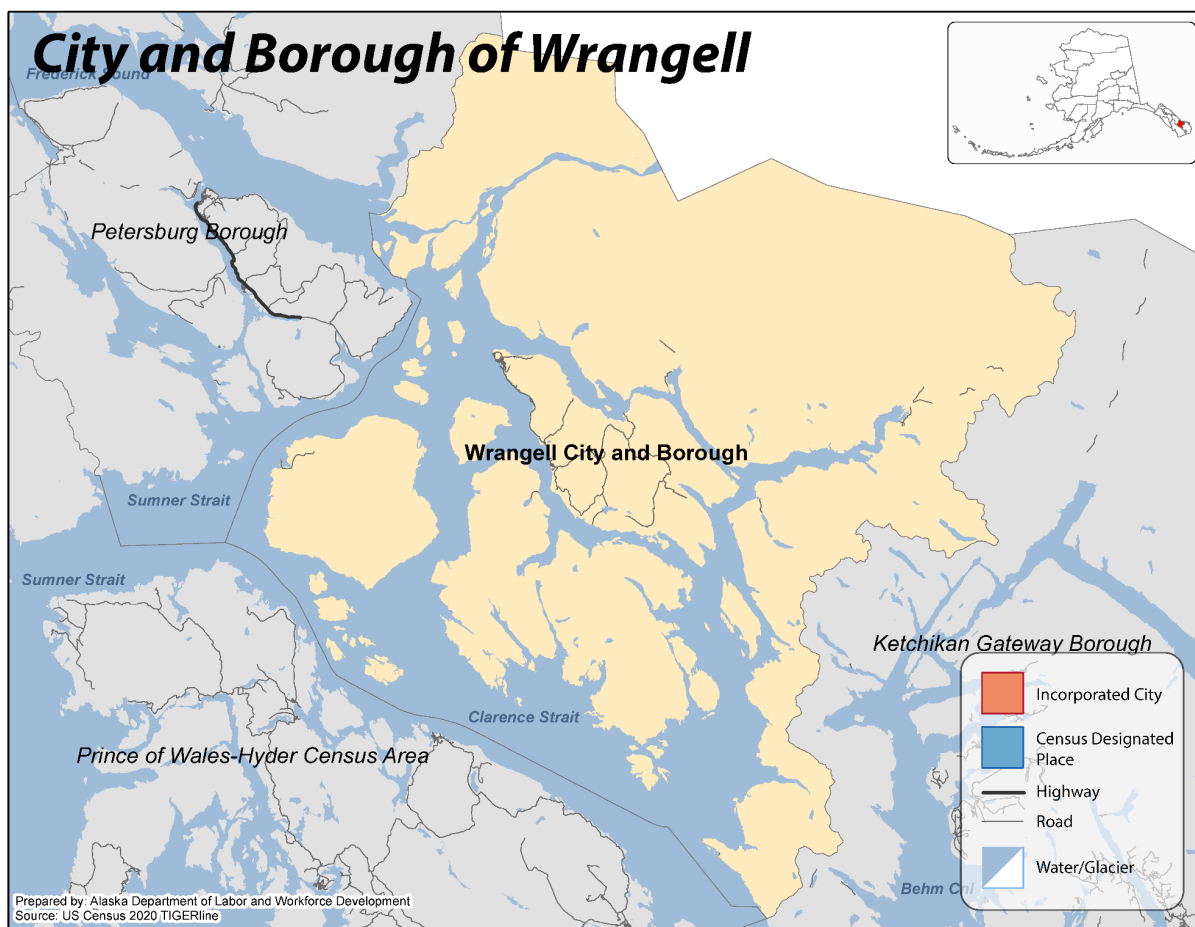 City and Borough of Wrangell
Frederick Sound
Petersburg Borough
Wrangell City and Borough
Sumner Strait
Sumner Strait
Ketchikan Gateway Borough
Clarence Strait
Prince of Wales-Hyder Census Area
Behm Cnl
Incorporated City
Census Designated
Place
Highway
Road
Water/Glacier
Prepared by: Alaska Department of Labor and Workforce Development
Source: US Census 2020 TIGERline